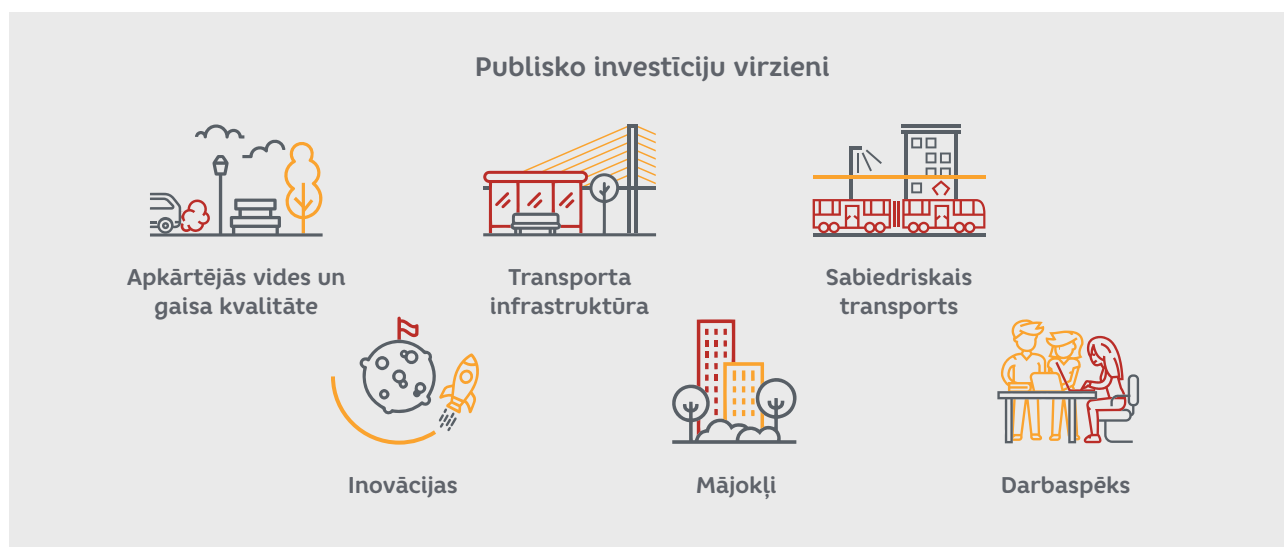 Publisko investīciju virzieni
Apkārtējās vides un
gaisa kvalitāte
Transporta
infrastruktūra
Sabiedriskais
transports
Inovācijas
Mājokļi
Darbaspēks